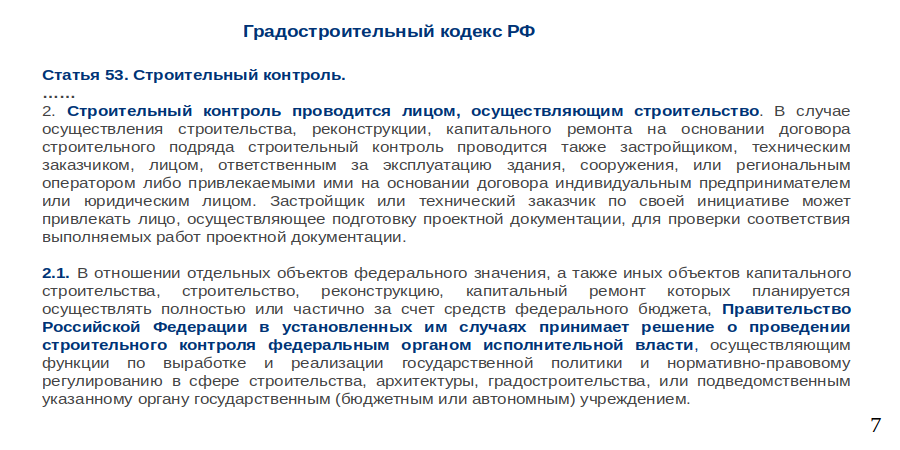 Градостроительный кодекс РФ
Статья 53. Строительный контроль.
……
2. Строительный контроль проводится лицом, осуществляющим строительство. В случае
осуществления строительства, реконструкции, капитального ремонта на основании договора
строительного подряда строительный контроль проводится также застройщиком, техническим
заказчиком, лицом, ответственным за эксплуатацию здания, сооружения, или региональным
оператором либо привлекаемыми ими на основании договора индивидуальным предпринимателем
или юридическим лицом. Застройщик или технический заказчик по своей инициативе может
привлекать лицо, осуществляющее подготовку проектной документации, для проверки соответствия
выполняемых работ проектной документации.
2.1. В отношении отдельных объектов федерального значения, а также иных объектов капитального
строительства, строительство, реконструкцию, капитальный ремонт которых планируется
осуществлять полностью или частично за счет средств федерального бюджета, Правительство
Российской Федерации в установленных им случаях принимает решение о проведении
строительного контроля федеральным органом исполнительной власти, осуществляющим
функции по выработке и реализации государственной политики и нормативно-правовому
регулированию в сфере строительства, архитектуры, градостроительства, или подведомственным
указанному органу государственным (бюджетным или автономным) учреждением.
7